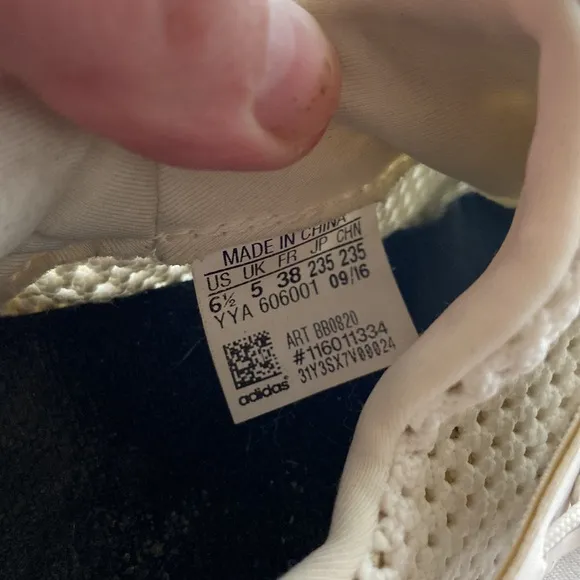 MADE IN CHINA
US UK FR JP CHN
6½ 5 38 235 235
YYA 606001 09/16
ART BB0820
#116011334
31Y3SX7V00024
adidas